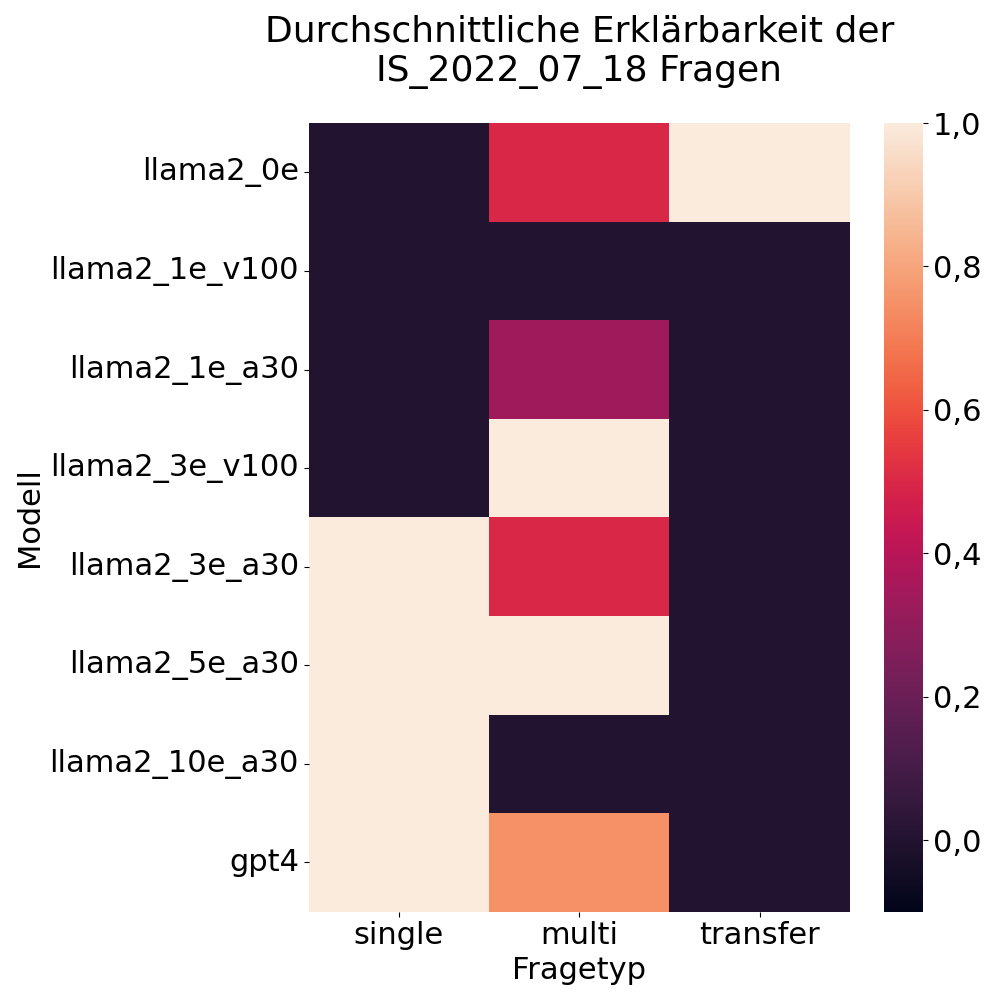 Durchschnittliche Erklärbarkeit der
IS_2022_07_18 Fragen
llama2_0e
llama2_1e_v100
llama2_1e_a30
llama2_3e_v100
llama2_3e_a30
llama2_5e_a30
llama2_10e_a30
gpt4
Modell
single
multi
transfer
Fragetyp
1,0
0,8
0,6
0,4
0,2
0,0